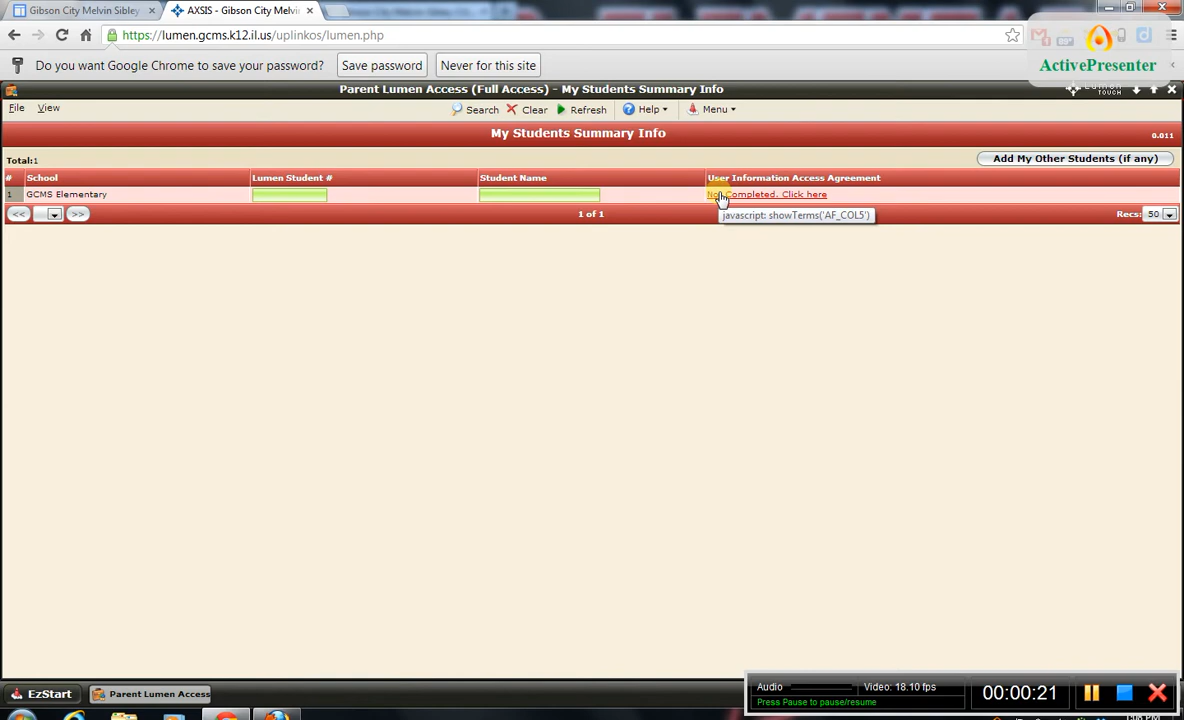 Gibson City Melvin Sibley
AXSIS - Gibson City Melvi
https://lumen.gcms.k12.il.us/uplinkos/lumen.php
ActivePresenter
Do you want Google Chrome to save your password? Save password Never for this site
Parent Lumen Access (Full Access) - My Students Summary Info
TOUCH
File View Search Clear Refresh Help Menu
My Students Summary Info
0.011
Total:1
Add My Other Students (if any)
# School Lumen Student # Student Name User Information Access Agreement
1 GCMS Elementary Not Completed. Click here
<< >> 1 of 1 Recs: 50
javascript: showTerms('AF_COL5')
EzStart Parent Lumen Access
Audio Video: 18.10 fps
Press Pause to pause/resume
00:00:21